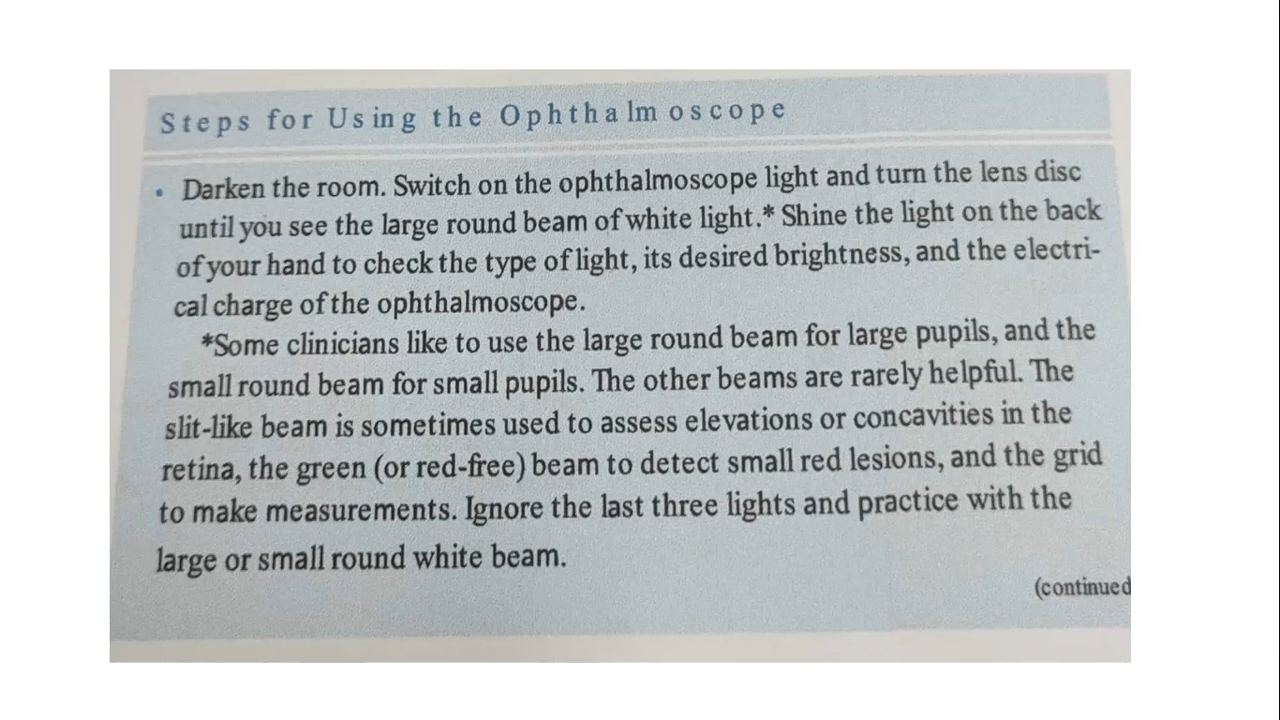 Steps for Using the Ophthalmoscope
• Darken the room. Switch on the ophthalmoscope light and turn the lens disc
until you see the large round beam of white light.* Shine the light on the back
of your hand to check the type of light, its desired brightness, and the electri-
cal charge of the ophthalmoscope.
*Some clinicians like to use the large round beam for large pupils, and the
small round beam for small pupils. The other beams are rarely helpful. The
slit-like beam is sometimes used to assess elevations or concavities in the
retina, the green (or red-free) beam to detect small red lesions, and the grid
to make measurements. Ignore the last three lights and practice with the
large or small round white beam.
(continued